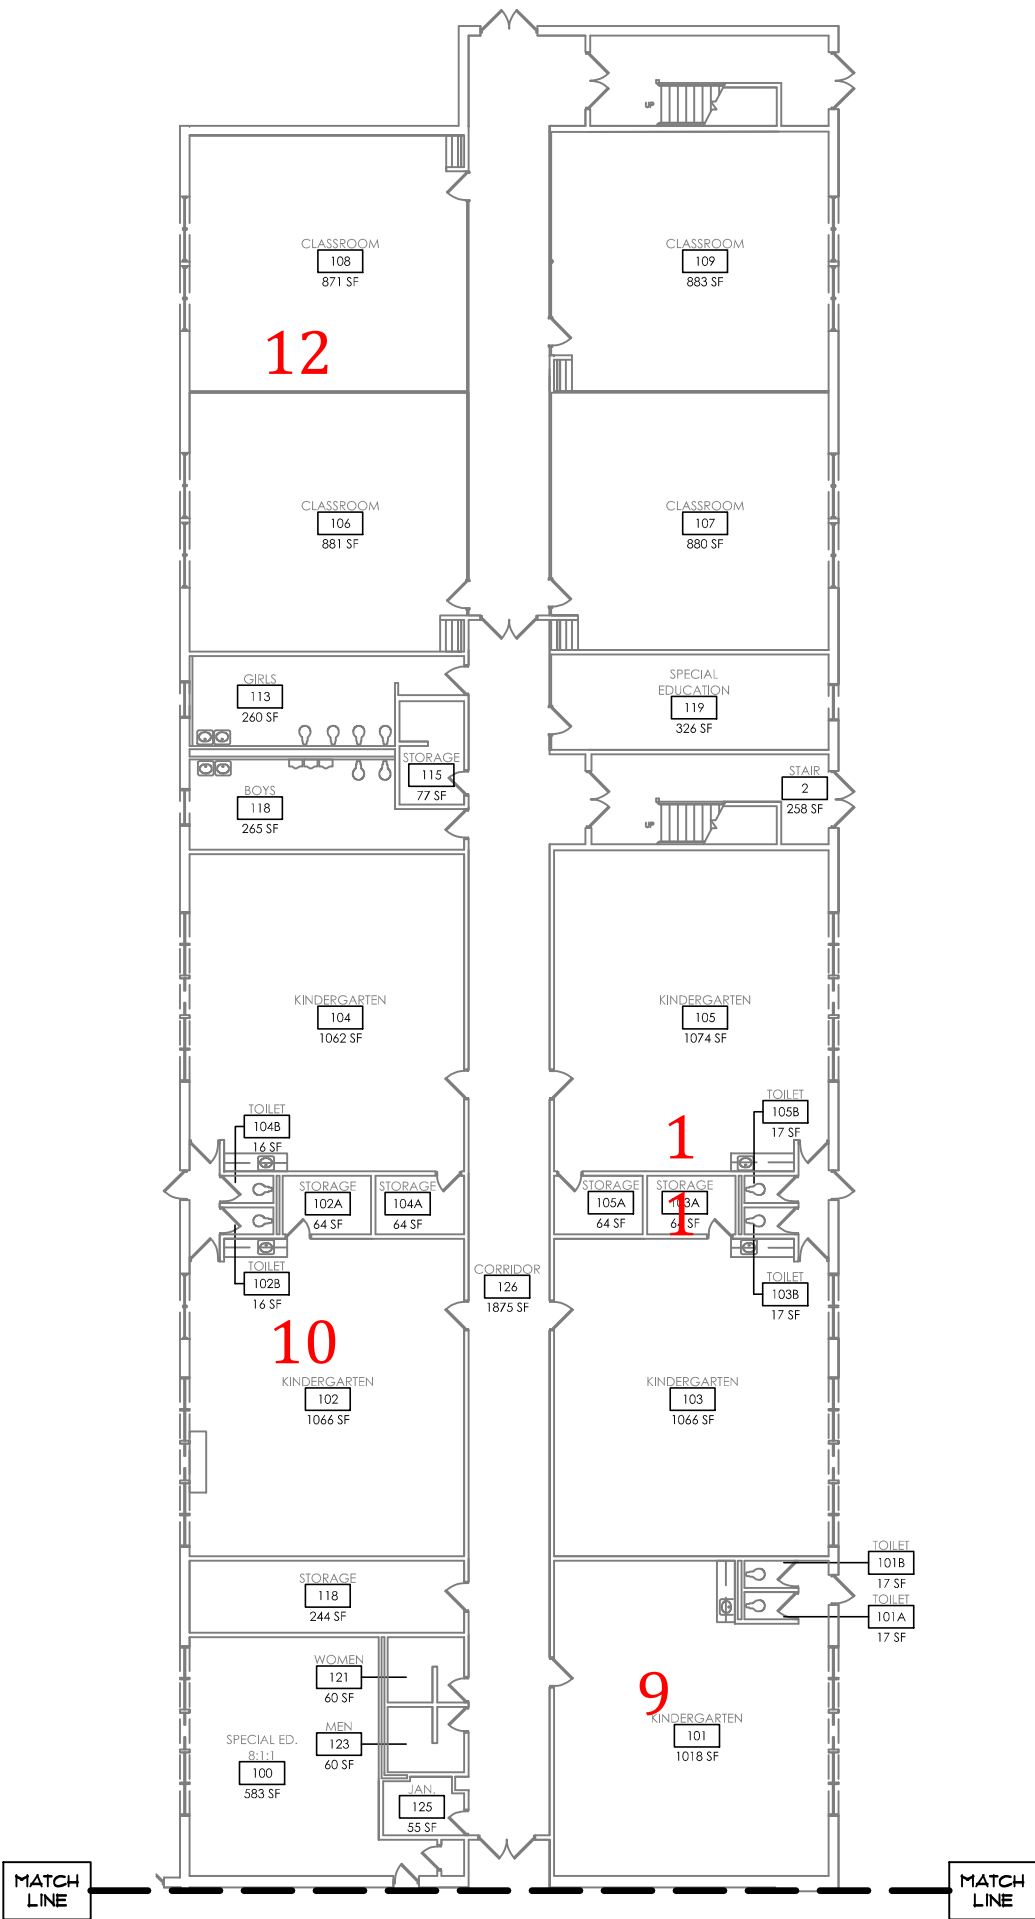 UP
CLASSROOM
108
871 SF
CLASSROOM
109
883 SF
12
CLASSROOM
106
881 SF
CLASSROOM
107
880 SF
GIRLS
113
260 SF
SPECIAL
EDUCATION
119
326 SF
STORAGE
115
77 SF
STAIR
2
258 SF
BOYS
118
265 SF
UP
KINDERGARTEN
104
1062 SF
KINDERGARTEN
105
1074 SF
TOILET
104B
16 SF
1
TOILET
105B
17 SF
STORAGE
102A
64 SF
STORAGE
104A
64 SF
STORAGE
105A
64 SF
STORAGE
103A
64 SF
1
TOILET
102B
16 SF
CORRIDOR
126
1875 SF
TOILET
103B
17 SF
10
KINDERGARTEN
102
1066 SF
KINDERGARTEN
103
1066 SF
TOILET
101B
17 SF
STORAGE
118
244 SF
TOILET
101A
17 SF
WOMEN
121
60 SF
9
KINDERGARTEN
101
1018 SF
MEN
123
60 SF
SPECIAL ED.
8:1:1
100
583 SF
JAN.
125
55 SF
MATCH
LINE
MATCH
LINE